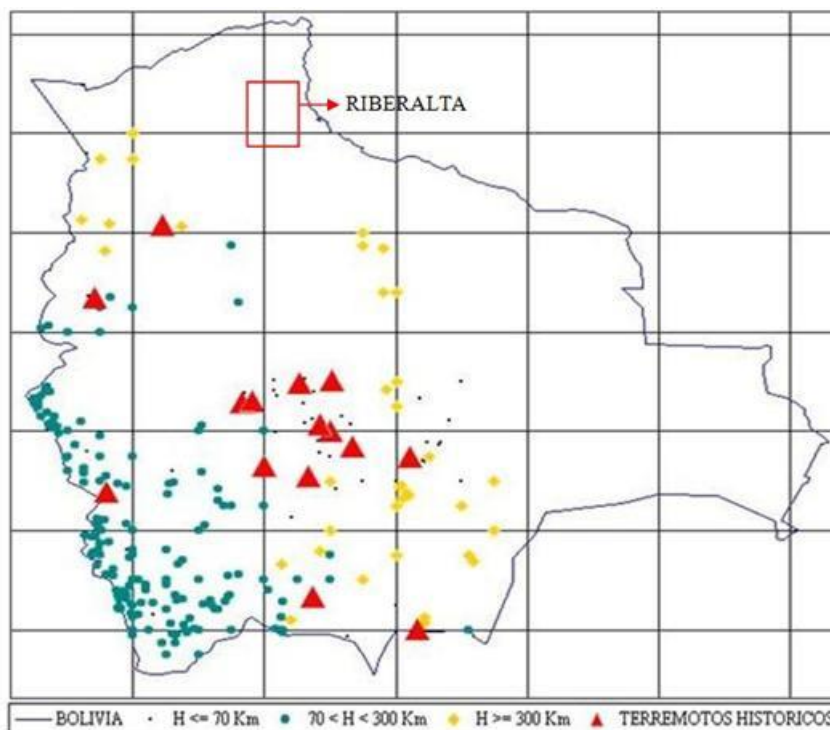 RIBERALTA
BOLIVIA H <= 70 Km 70 < H < 300 Km H >= 300 Km TERREMOTOS HISTORICOS